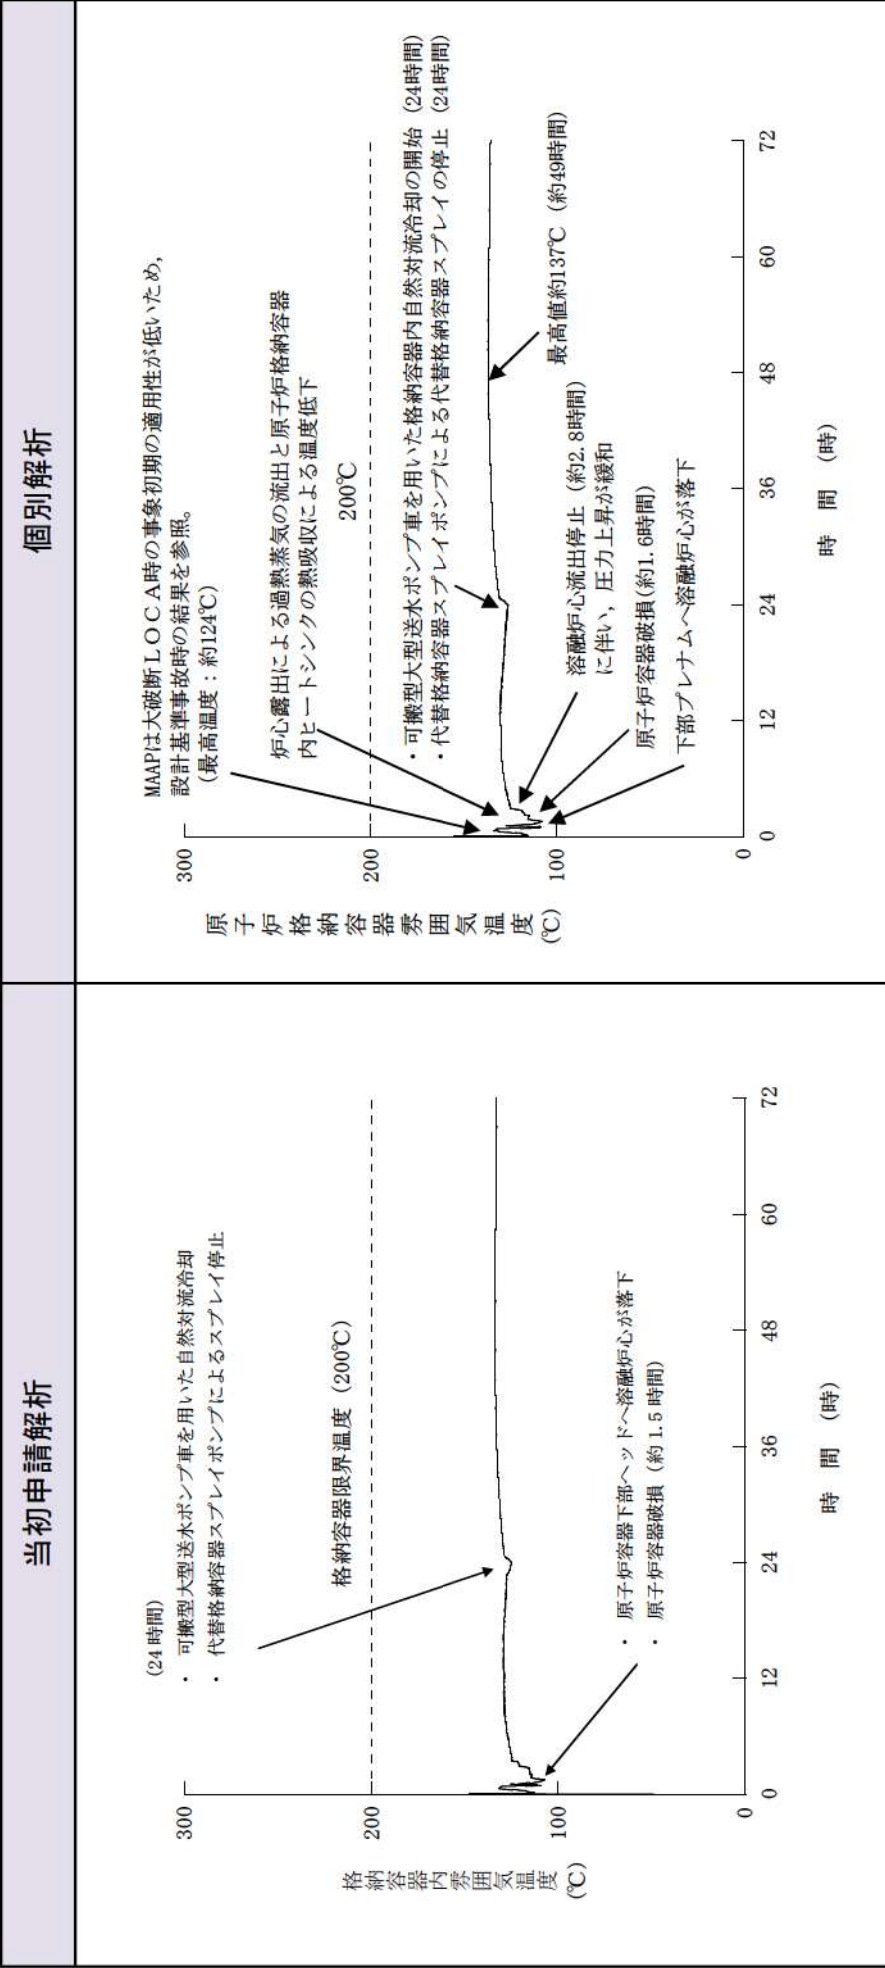 当初申請解析
(24 時間)
・ 可搬型大型送水ポンプ車を用いた自然対流冷却
・ 代替格納容器スプレイポンプによるスプレイ停止
格納容器限界温度（200℃）
・ 原子炉容器下部ヘッドへ溶融炉心が落下
・ 原子炉容器破損（約 1.5 時間）
格納容器内雰囲気温度
(℃)
300
200
100
0
0
12
24
36
48
60
72
時 間 (時)
個別解析
MAAPは大破断ＬＯＣＡ時の事象初期の適用性が低いため，
設計基準事故時の結果を参照。
（最高温度：約124℃）
炉心露出による過熱蒸気の流出と原子炉格納容器
内ヒートシンクの熱吸収による温度低下
200℃
・可搬型大型送水ポンプ車を用いた格納容器内自然対流冷却の開始（24時間）
・代替格納容器スプレイポンプによる代替格納容器スプレイの停止（24時間）
最高値約137℃（約49時間）
溶融炉心流出停止（約2.8時間）
に伴い，圧力上昇が緩和
原子炉容器破損(約1.6時間)
下部プレナムへ溶融炉心が落下
原子炉格納容器雰囲気温度
(℃)
300
200
100
0
0
12
24
36
48
60
72
時 間 (時)